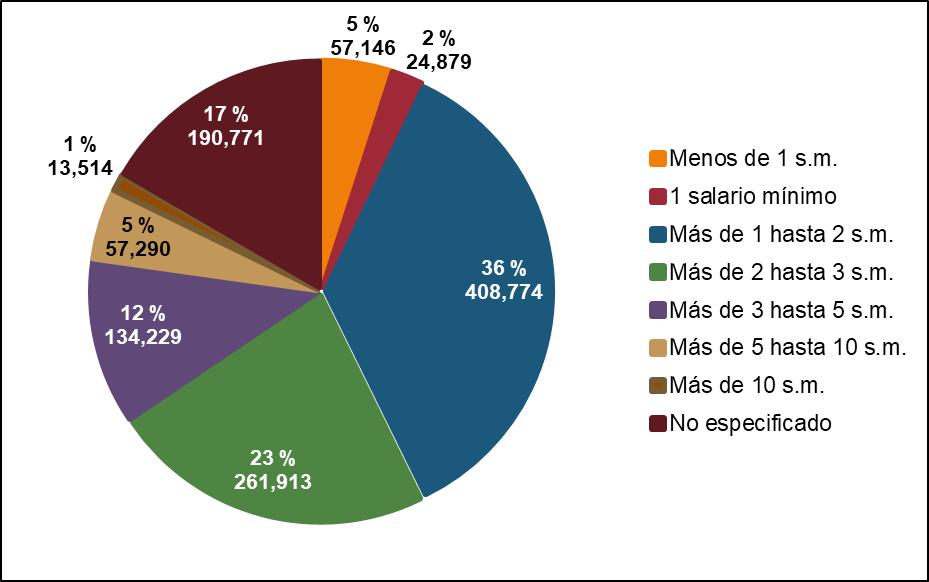 5 %
57,146
2 %
24,879
36 %
408,774
23 %
261,913
12 %
134,229
5 %
57,290
1 %
13,514
17 %
190,771
Menos de 1 s.m.
1 salario mínimo
Más de 1 hasta 2 s.m.
Más de 2 hasta 3 s.m.
Más de 3 hasta 5 s.m.
Más de 5 hasta 10 s.m.
Más de 10 s.m.
No especificado